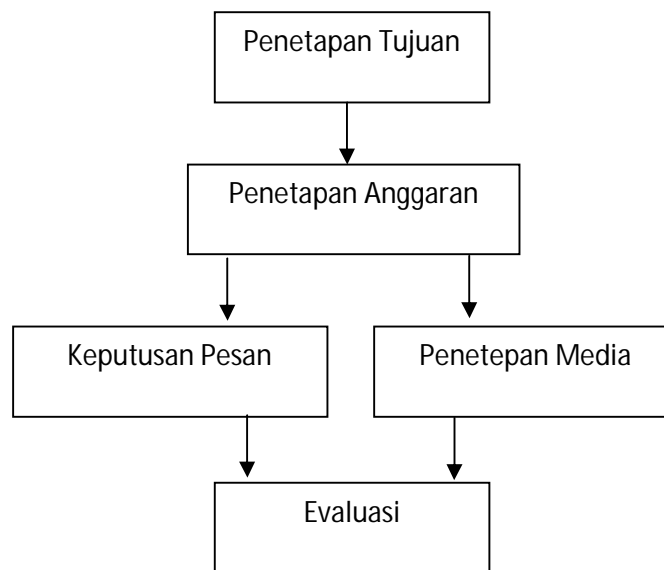 Penetapan Tujuan
Penetapan Anggaran
Keputusan Pesan
Penetepan Media
Evaluasi